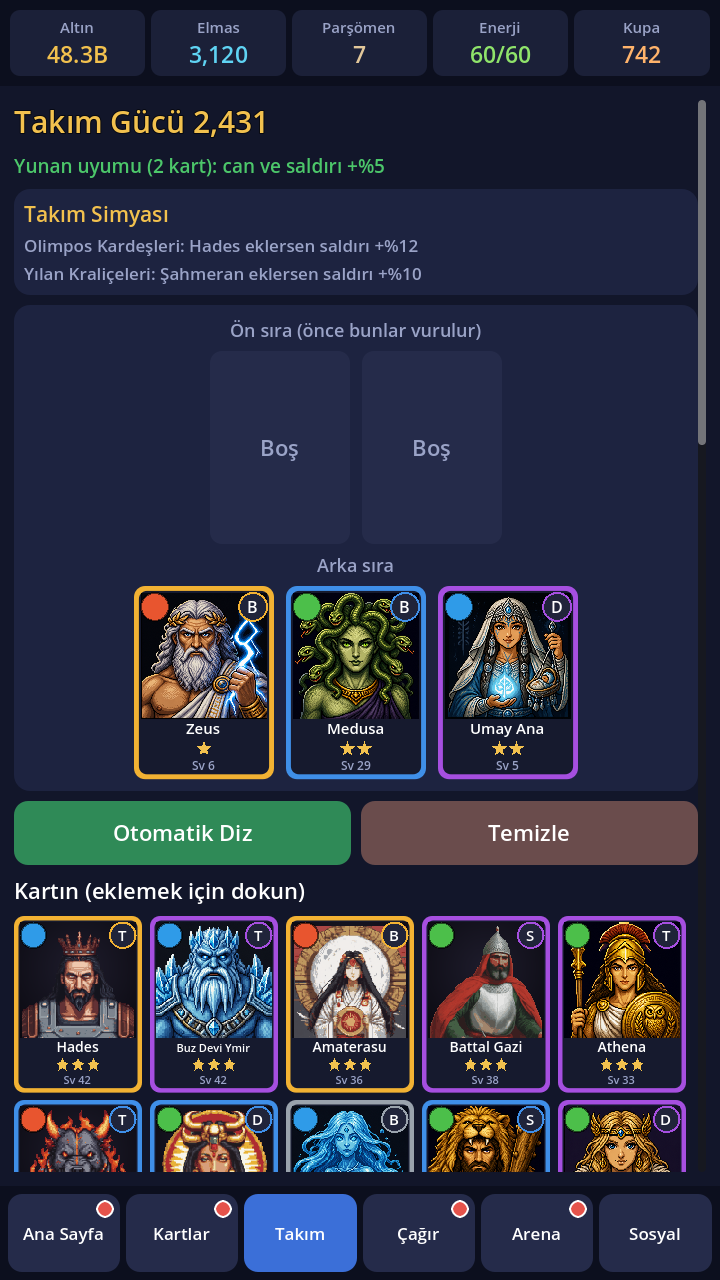 Altın
48.3B
Elmas
3,120
Parşömen
7
Enerji
60/60
Kupa
742
Takım Gücü 2,431
Yunan uyumu (2 kart): can ve saldırı +%5
Takım Simyası
Olimpos Kardeşleri: Hades eklersen saldırı +%12
Yılan Kraliçeleri: Şahmeran eklersen saldırı +%10
Ön sıra (önce bunlar vurulur)
Boş
Boş
Arka sıra
B
B
D
Zeus
Medusa
Umay Ana
Sv 6
Sv 29
Sv 5
Otomatik Diz
Temizle
Kartın (eklemek için dokun)
T
T
B
S
T
Hades
Buz Devi Ymir
Amaterasu
Battal Gazi
Athena
Sv 42
Sv 42
Sv 36
Sv 38
Sv 33
T
D
B
S
D
Ana Sayfa
Kartlar
Takım
Çağır
Arena
Sosyal